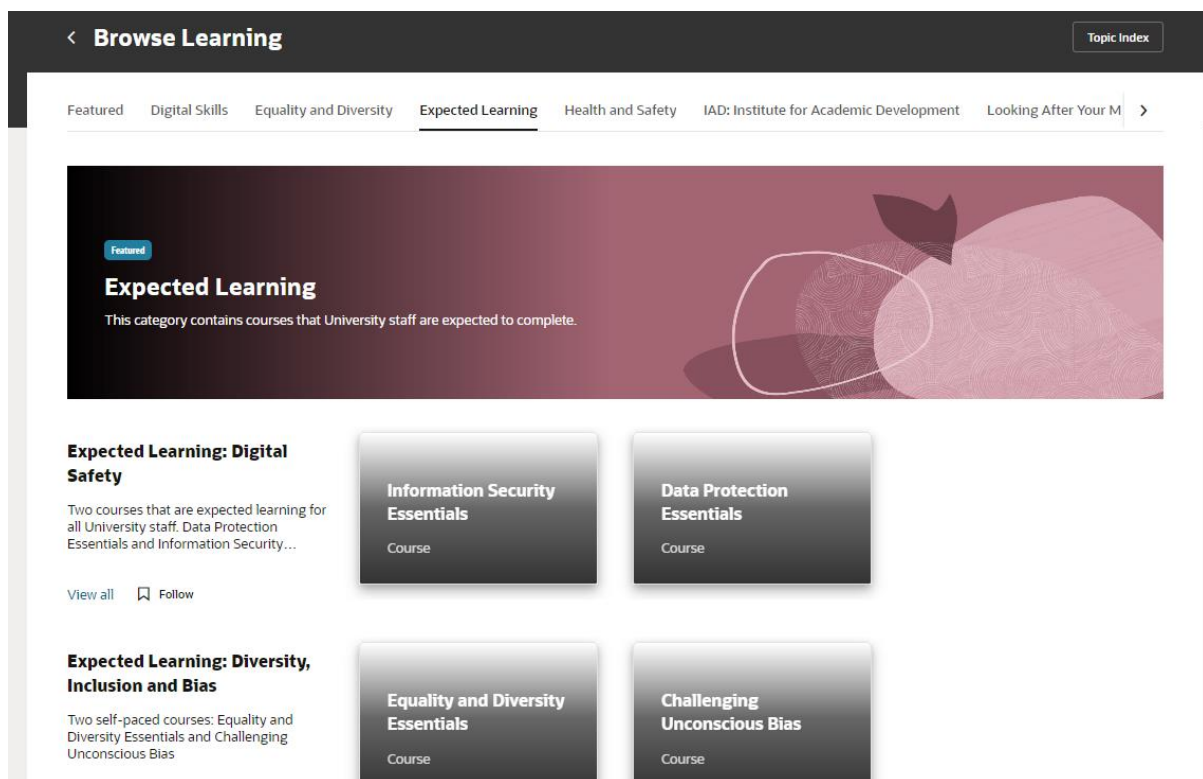 Browse Learning
Topic Index
Featured Digital Skills Equality and Diversity Expected Learning Health and Safety IAD: Institute for Academic Development Looking After Your M
Featured
Expected Learning
This category contains courses that University staff are expected to complete.
Expected Learning: Digital
Safety
Two courses that are expected learning for
all University staff. Data Protection
Essentials and Information Security...
View all Follow
Information Security
Essentials
Course
Data Protection
Essentials
Course
Expected Learning: Diversity,
Inclusion and Bias
Two self-paced courses: Equality and
Diversity Essentials and Challenging
Unconscious Bias
Equality and Diversity
Essentials
Course
Challenging
Unconscious Bias
Course